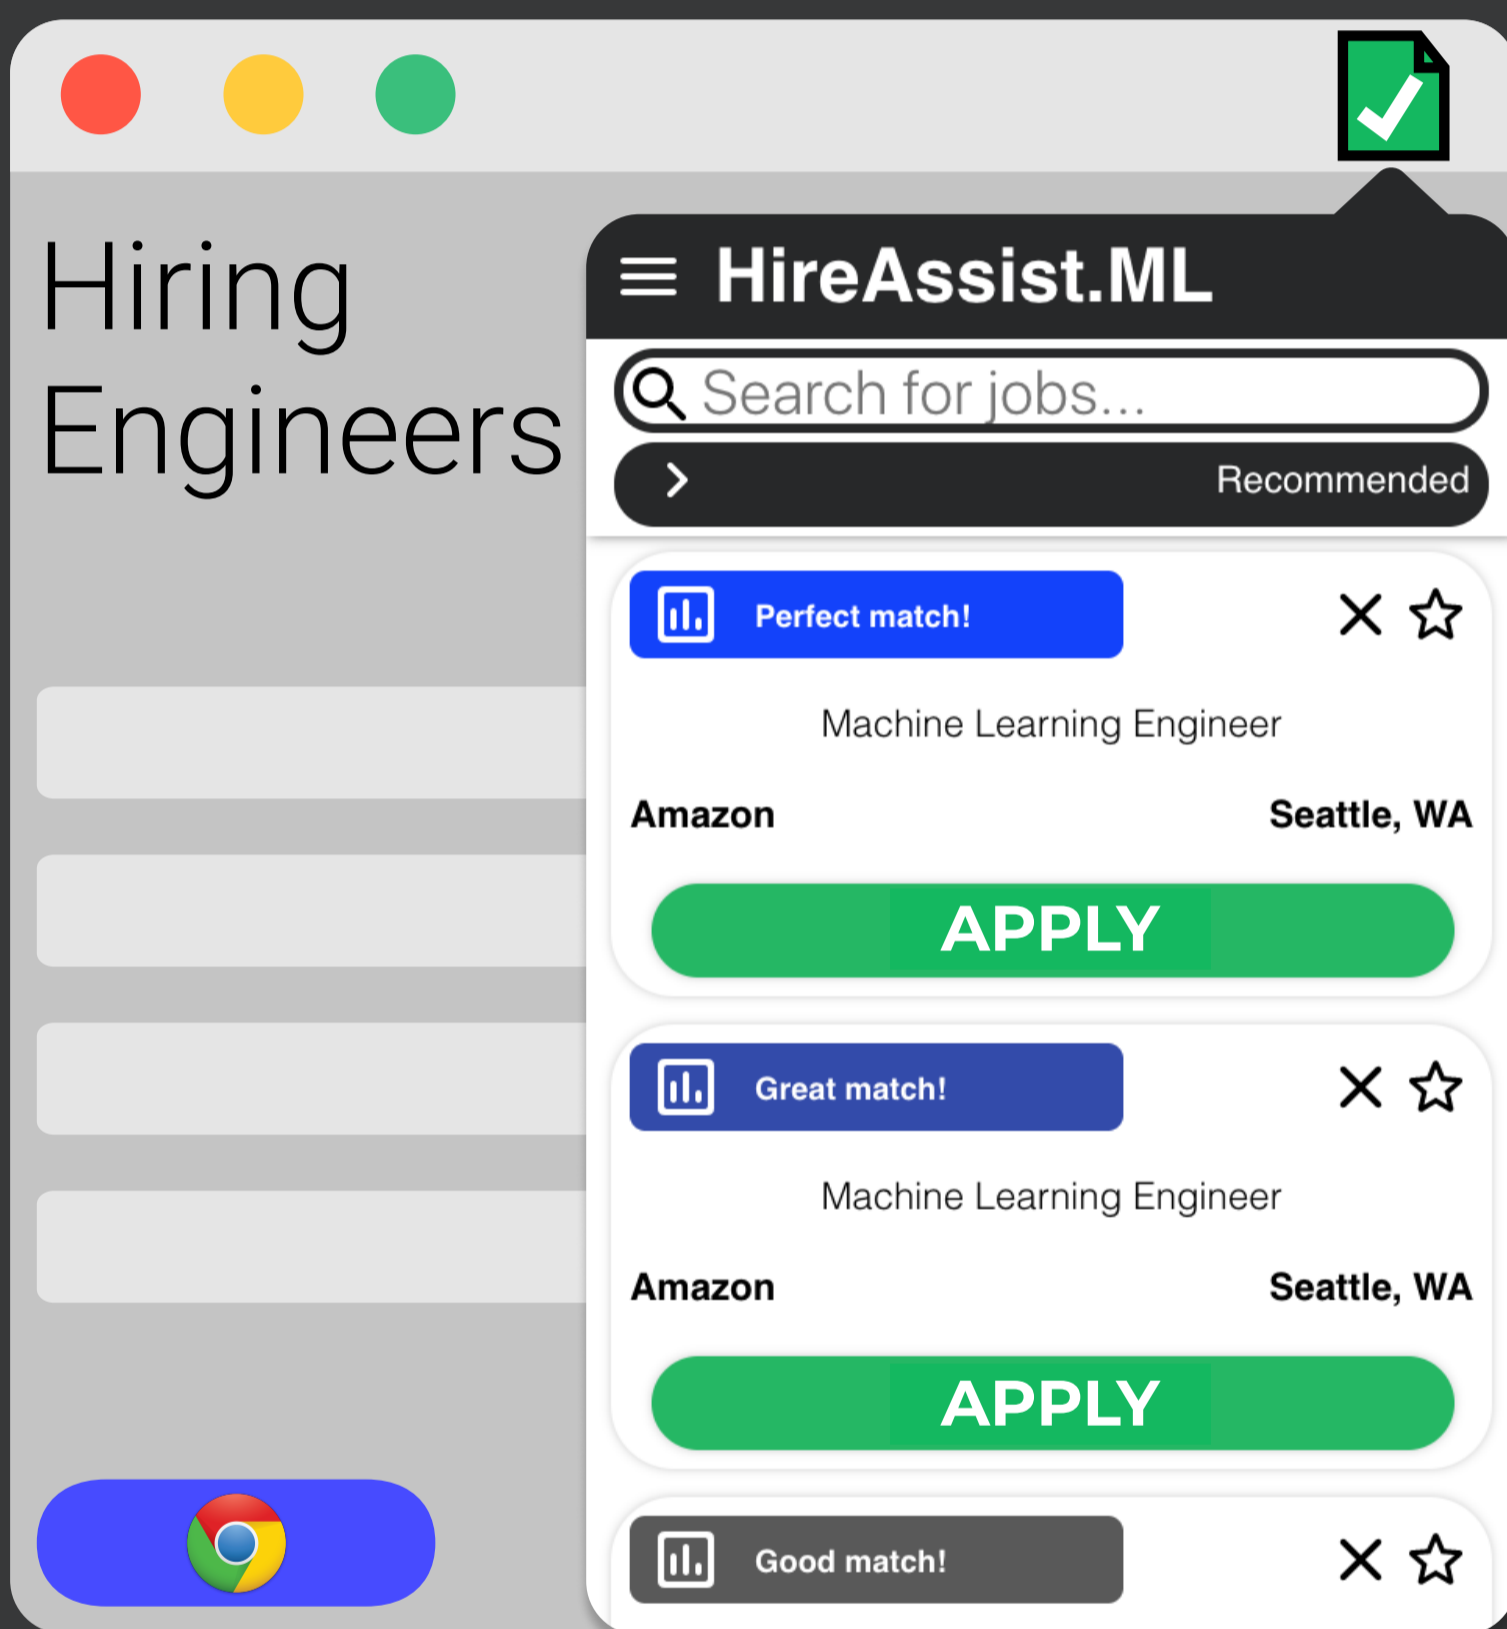 Hiring
Engineers
HireAssist.ML
Search for jobs...
Recommended
Perfect match!
Machine Learning Engineer
Amazon Seattle, WA
APPLY
Great match!
Machine Learning Engineer
Amazon Seattle, WA
APPLY
Good match!